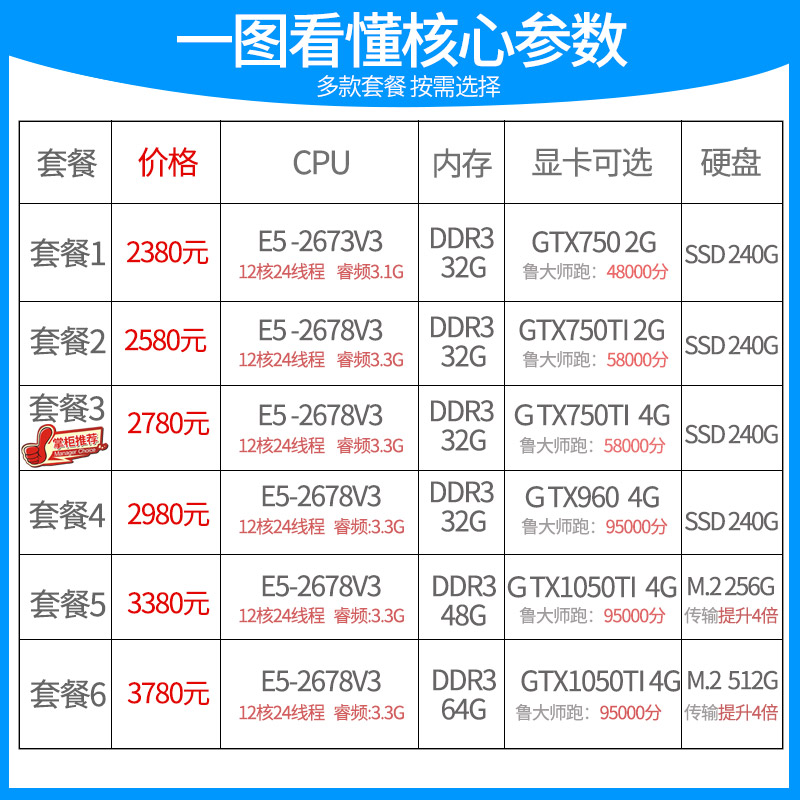 一图看懂核心参数
多款套餐 按需选择
套餐 价格 CPU 内存 显卡可选 硬盘
套餐1 2380元 E5 -2673V3 DDR3 GTX750 2G SSD 240G
12核24线程 睿频3.1G 32G 鲁大师跑：48000分
套餐2 2580元 E5 -2678V3 DDR3 GTX750TI 2G SSD 240G
12核24线程 睿频3.3G 32G 鲁大师跑：58000分
套餐3 2780元 E5 -2678V3 DDR3 GTX750TI 4G SSD 240G
掌柜推荐 12核24线程 睿频3.3G 32G 鲁大师跑：58000分
Manager Choice
套餐4 2980元 E5-2678V3 DDR3 GTX960 4G SSD 240G
12核24线程 睿频:3.3G 32G 鲁大师跑：95000分
套餐5 3380元 E5-2678V3 DDR3 GTX1050TI 4G M.2 256G
12核24线程 睿频:3.3G 48G 鲁大师跑：95000分 传输提升4倍
套餐6 3780元 E5-2678V3 DDR3 GTX1050TI 4G M.2 512G
12核24线程 睿频:3.3G 64G 鲁大师跑：95000分 传输提升4倍